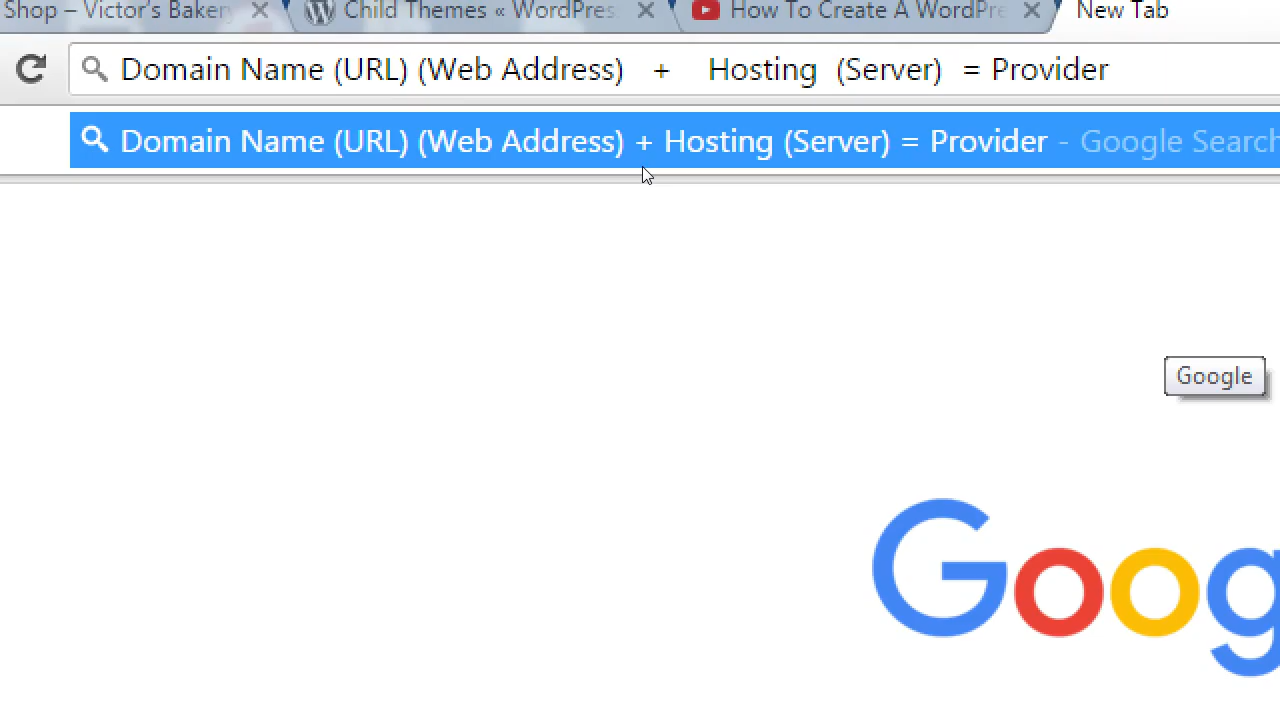 Shop – Victor's Bakery Child Themes « WordPress How To Create A WordPre New Tab
Domain Name (URL) (Web Address) + Hosting (Server) = Provider
Domain Name (URL) (Web Address) + Hosting (Server) = Provider - Google Search
Google
Goog